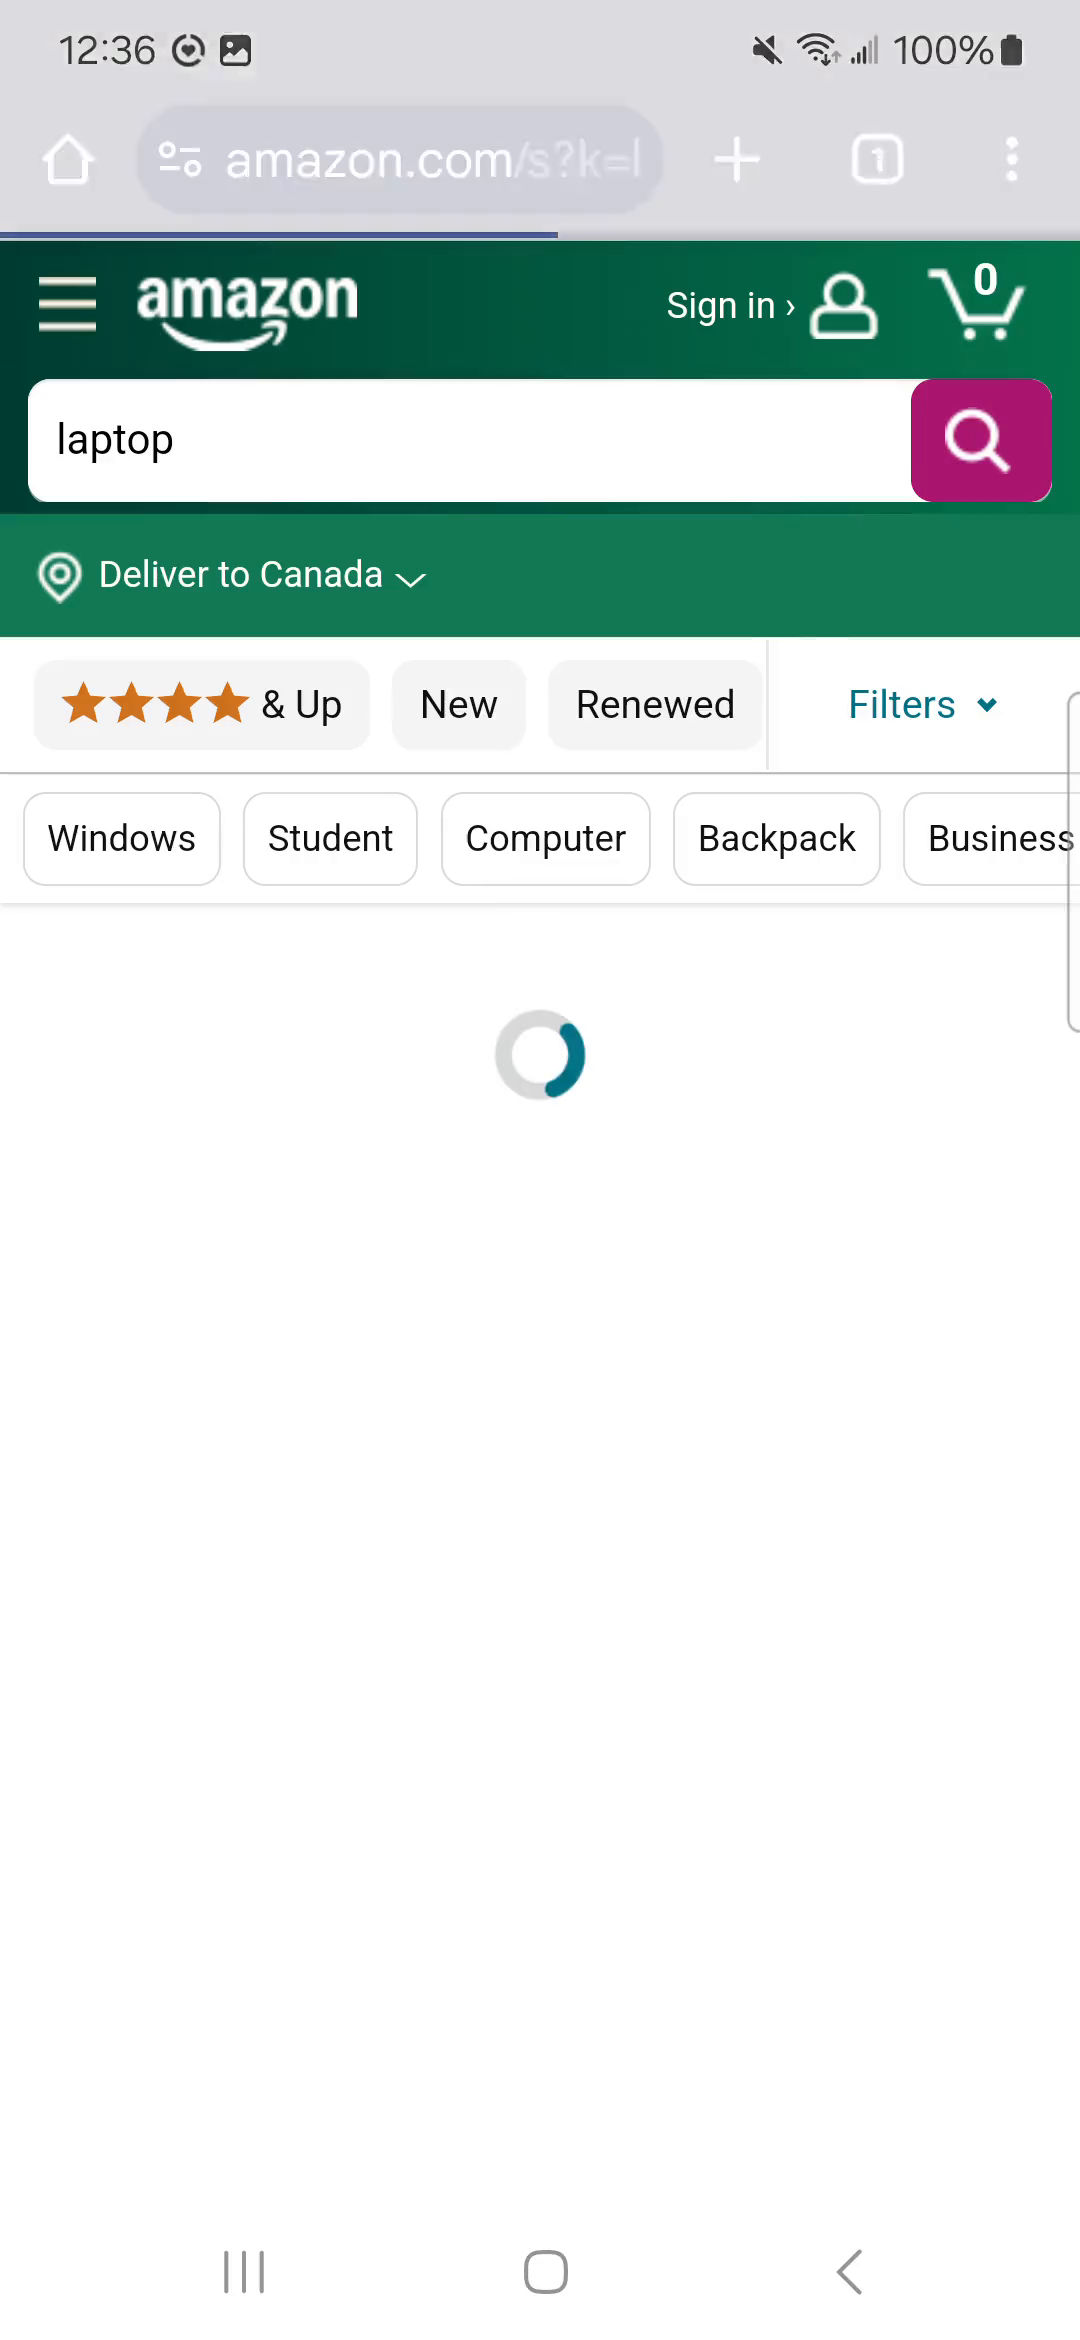 12:36 100%
amazon.com/s?k=l 1
amazon Sign in › 0
laptop
Deliver to Canada
& Up New Renewed Filters
Windows Student Computer Backpack Business